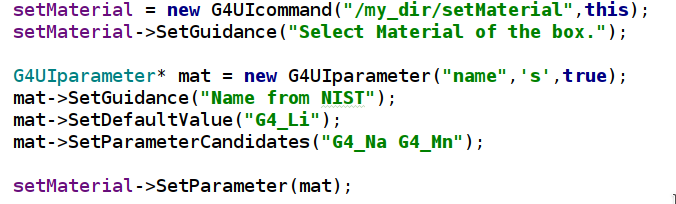 setMaterial = new G4UIcommand("/my_dir/setMaterial",this);
setMaterial->SetGuidance("Select Material of the box.");
G4UIparameter* mat = new G4UIparameter("name",'s',true);
mat->SetGuidance("Name from NIST");
mat->SetDefaultValue("G4_Li");
mat->SetParameterCandidates("G4_Na G4_Mn");
setMaterial->SetParameter(mat);